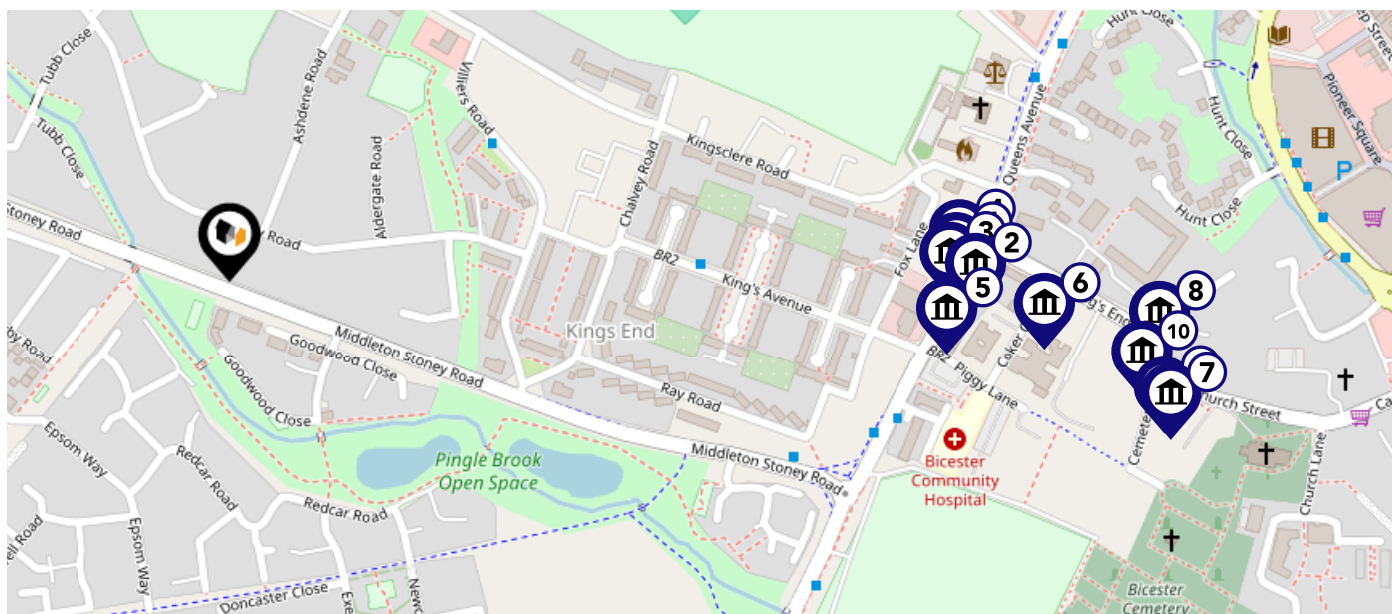 Tubb Close
Tubb Close
Ashdene Road
Villiers Road
Aldergate Road
Chalvey Road
Kingsclere Road
Queens Avenue
Hunt Close
Hunt Close
Hunt Close
Pioneer Square
P
Stoney Road
Road
BR2
King's Avenue
Fox Lane
Kings End
3
2
5
6
8
10
7
Middleton Stoney Road
Goodwood Close
Goodwood Close
Ray Road
BR2
Piggy Lane
Church Street
Church Lane
Epsom Way
Redcar Road
Pingle Brook
Open Space
Middleton Stoney Road
Bicester
Community
Hospital
Redcar Road
Epsom Way
Doncaster Close
Bicester
Cemetery